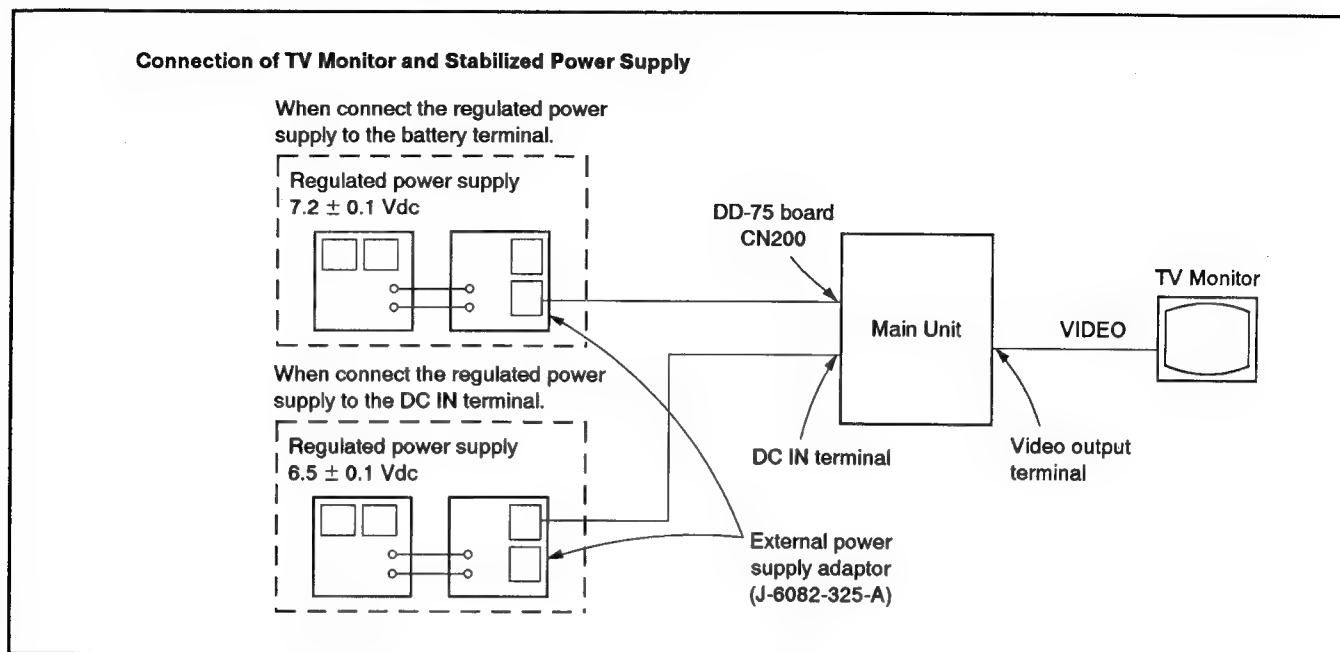 Connection of TV Monitor and Stabilized Power Supply
When connect the regulated power
supply to the battery terminal.
Regulated power supply
7.2 ± 0.1 Vdc
DD-75 board
CN200
Main Unit
TV Monitor
VIDEO
When connect the regulated power
supply to the DC IN terminal.
Regulated power supply
6.5 ± 0.1 Vdc
DC IN terminal
Video output
terminal
External power
supply adaptor
(J-6082-325-A)